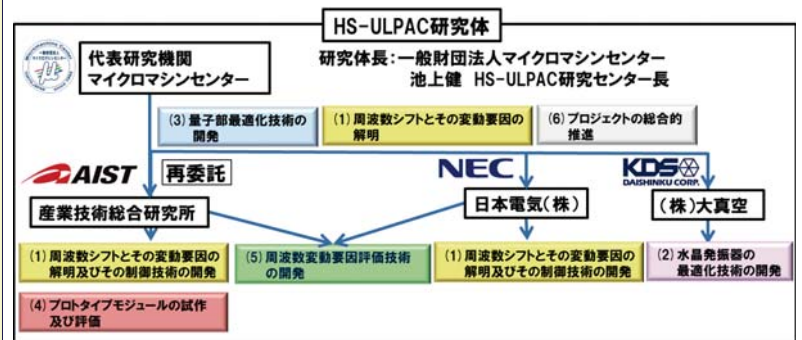 HS-ULPAC研究体
代表研究機関
マイクロマシンセンター
研究体長:一般財団法人マイクロマシンセンター
池上健 HS-ULPAC研究センター長
(3) 量子部最適化技術の
開発
(1) 周波数シフトとその変動要因の
解明
(6) プロジェクトの総合的
推進
AIST
再委託
NEC
KDS
DAISHINKU CORP.
産業技術総合研究所
日本電気(株)
(株)大真空
(1) 周波数シフトとその変動要因の
解明及びその制御技術の開発
(5) 周波数変動要因評価技術
の開発
(1) 周波数シフトとその変動要因の
解明及びその制御技術の開発
(2) 水晶発振器の
最適化技術の開発
(4) プロトタイプモジュールの試作
及び評価